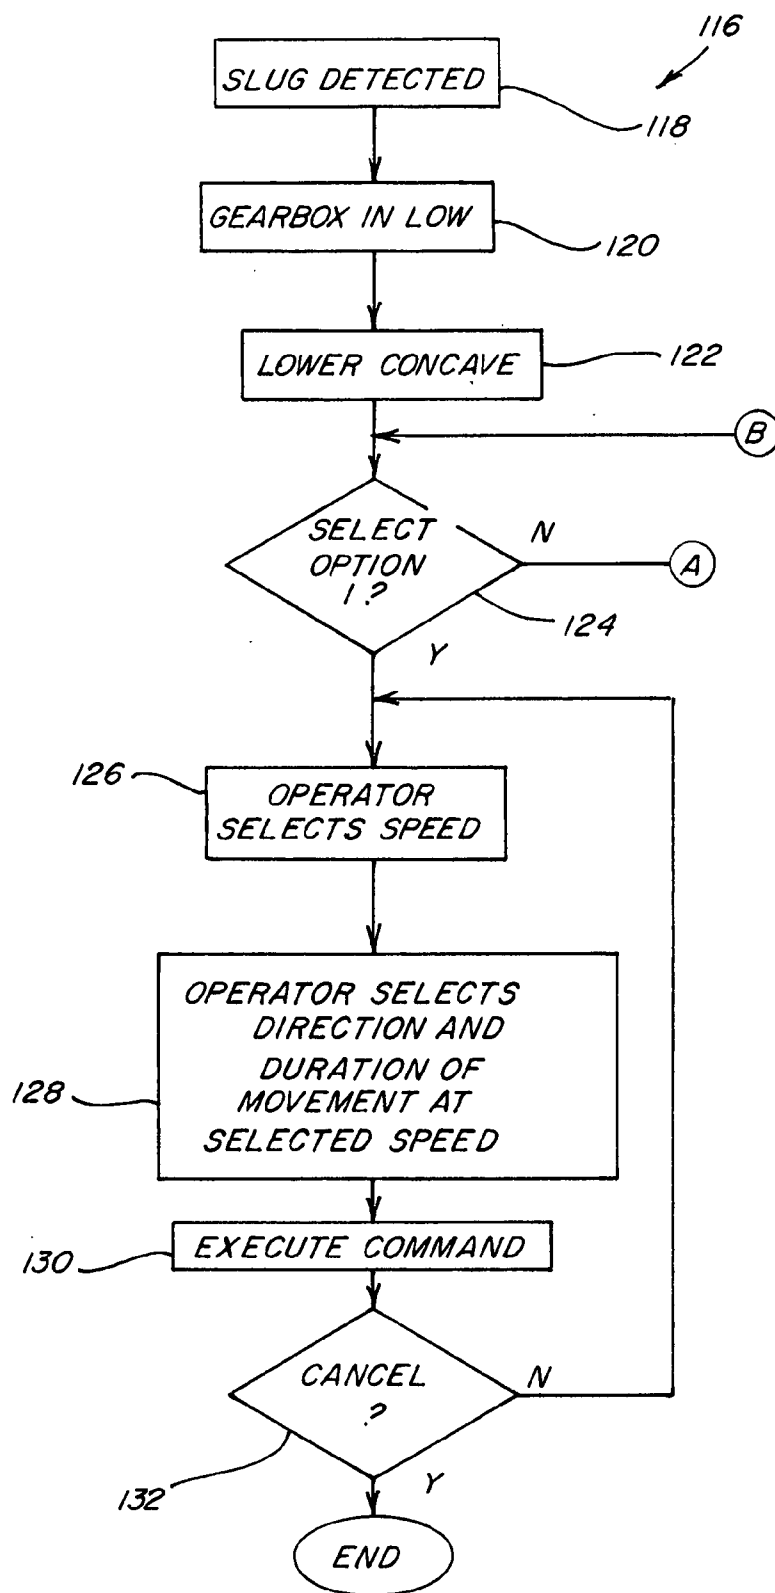 116
SLUG DETECTED
118
GEARBOX IN LOW
120
LOWER CONCAVE
122
B
SELECT
OPTION
1?
N
A
124
Y
126
OPERATOR
SELECTS SPEED
OPERATOR SELECTS
DIRECTION AND
DURATION OF
MOVEMENT AT
SELECTED SPEED
128
EXECUTE COMMAND
130
CANCEL
?
N
132
Y
END